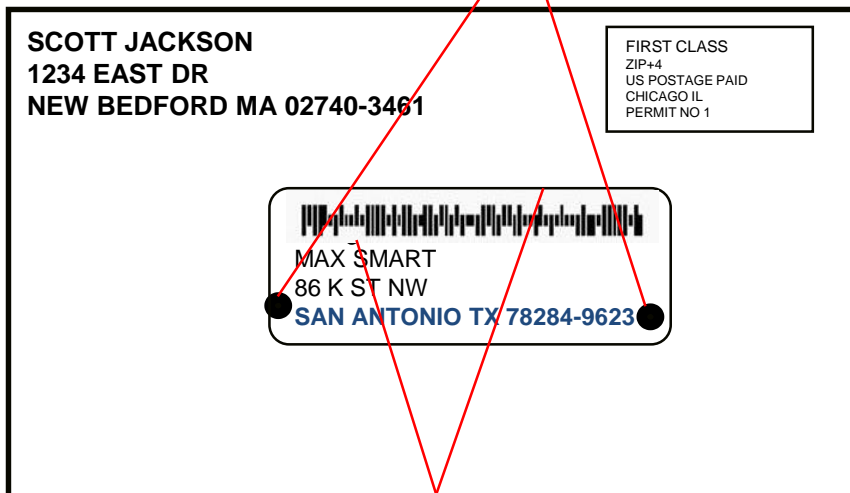 SCOTT JACKSON
1234 EAST DR
NEW BEDFORD MA 02740-3461
FIRST CLASS
ZIP+4
US POSTAGE PAID
CHICAGO IL
PERMIT NO 1
MAX SMART
86 K ST NW
SAN ANTONIO TX 78284-9623